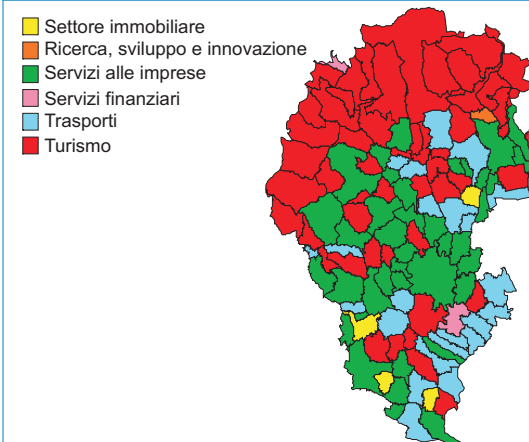 Settore immobiliare
Ricerca, sviluppo e innovazione
Servizi alle imprese
Servizi finanziari
Trasporti
Turismo